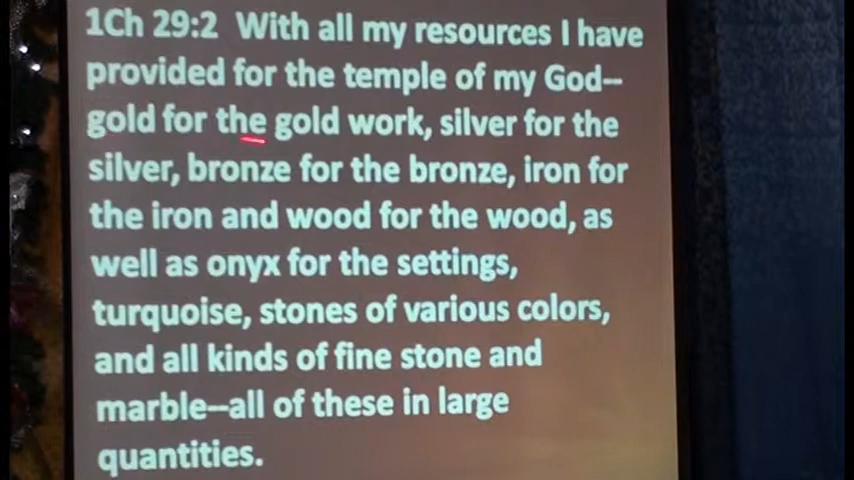 1Ch 29:2 With all my resources I have
provided for the temple of my God--
gold for the gold work, silver for the
silver, bronze for the bronze, iron for
the iron and wood for the wood, as
well as onyx for the settings,
turquoise, stones of various colors,
and all kinds of fine stone and
marble--all of these in large
quantities.